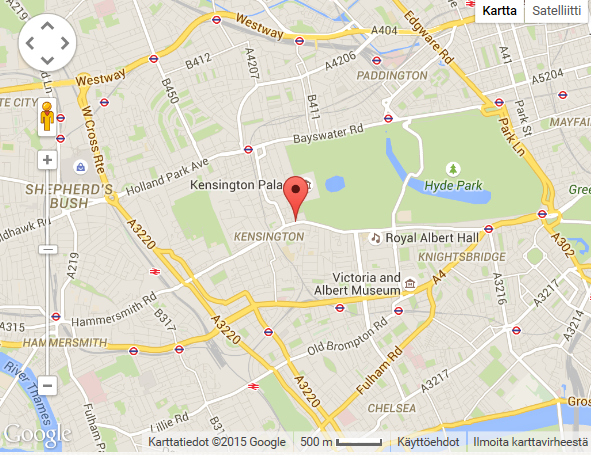 Kartta
Satelliitti
Westway
A404
Edgware Rd
A41
A4207
B412
A4206
PADDINGTON
Westway
A5204
B450
B411
Park St
W Cross Rte
MAYFAI
Bayswater Rd
Park Ln
Holland Park Ave
SHEPHERD'S
BUSH
Kensington Pala
Hyde Park
Gre
ldhawk Rd
A3220
KENSINGTON
Royal Albert Hall
A302
KNIGHTSBRIDGE
A219
Victoria and
Albert Museum
A4
A3216
A3217
A3214
Hammersmith Rd
A315
B317
A3220
HAMMERSMITH
Old Brompton Rd
River Thames
Fulham Rd
A3220
A3217
Fulham Pa
Lillie Rd
CHELSEA
Gros
Google
Karttatiedot ©2015 Google
500 m
Käyttöehdot
Ilmoita karttavirheestä